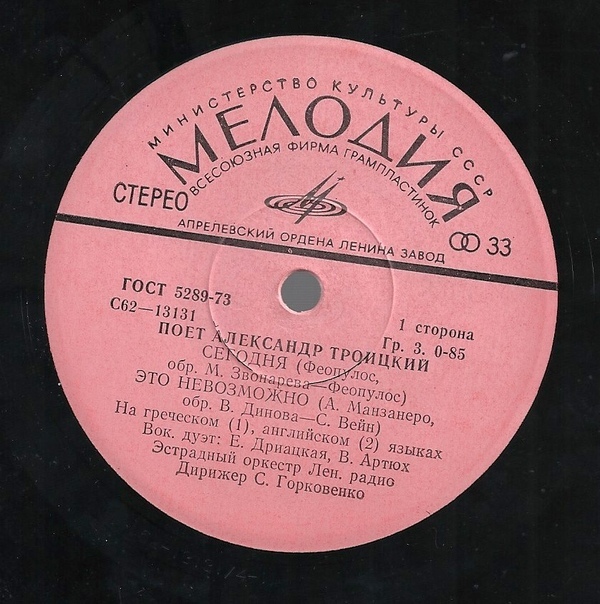 МИНИСТЕРСТВО КУЛЬТУРЫ СССР
МЕЛОДИЯ
ВСЕСОЮЗНАЯ ФИРМА ГРАМПЛАСТИНОК
СТЕРЕО
АПРЕЛЕВСКИЙ ОРДЕНА ЛЕНИНА ЗАВОД
33
ГОСТ 5289-73
С62—13131
1 сторона
Гр. 3. 0-85
ПОЕТ АЛЕКСАНДР ТРОИЦКИЙ
СЕГОДНЯ (Феопулос,
обр. М. Звонарева—Феопулос)
ЭТО НЕВОЗМОЖНО (А. Манзанеро,
обр. В. Динова—С. Вейн)
На греческом (1), английском (2) языках
Вок. дуэт: Е. Дриацкая, В. Артюх
Эстрадный оркестр Лен. радио
Дирижер С. Горковенко